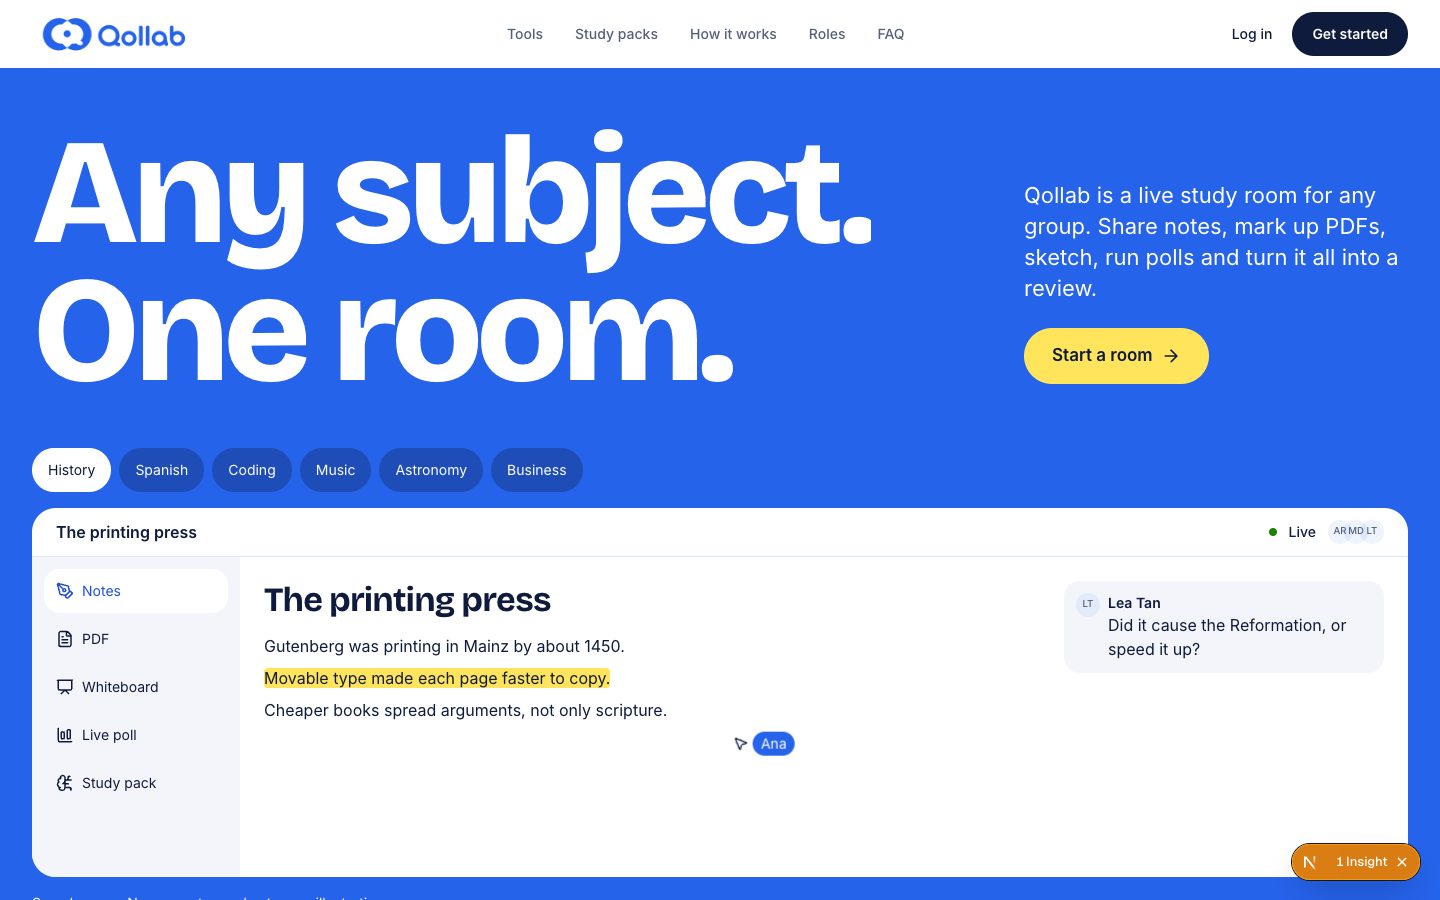 Qollab
Tools
Study packs
How it works
Roles
FAQ
Log in
Get started
Any subject.
One room.
Qollab is a live study room for any
group. Share notes, mark up PDFs,
sketch, run polls and turn it all into a
review.
Start a room
History
Spanish
Coding
Music
Astronomy
Business
The printing press
Live
AR
MD
LT
Notes
PDF
Whiteboard
Live poll
Study pack
The printing press
Gutenberg was printing in Mainz by about 1450.
Movable type made each page faster to copy.
Cheaper books spread arguments, not only scripture.
Ana
LT
Lea Tan
Did it cause the Reformation, or
speed it up?
1 Insight